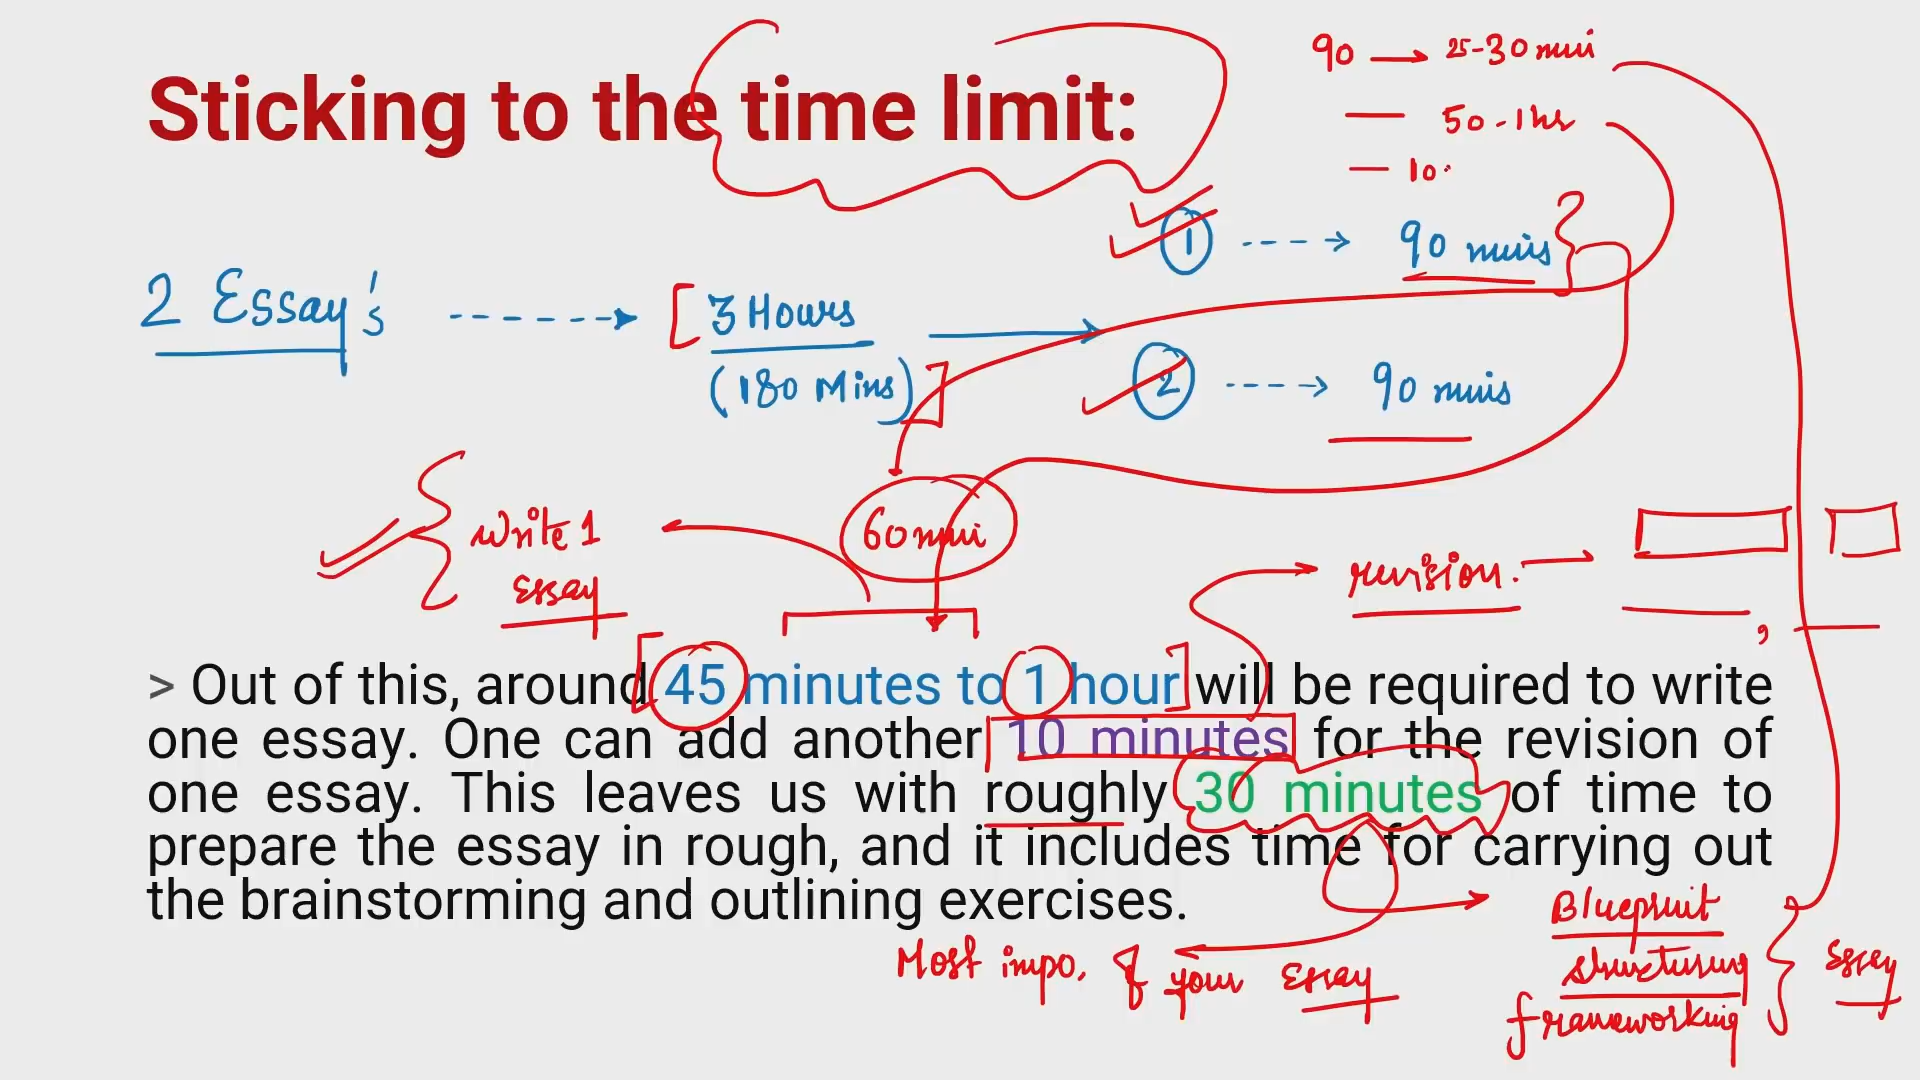 Sticking to the time limit:
90 → 25-30 min
— 50 - 1 hr
— 10
2 Essay's
[3 Hours
(180 Mins)]
1 → 90 mins
2 → 90 mins
write 1
Essay
60 min
revision.
> Out of this, around [45 minutes to 1 hour] will be required to write
one essay. One can add another 10 minutes for the revision of
one essay. This leaves us with roughly 30 minutes of time to
prepare the essay in rough, and it includes time for carrying out
the brainstorming and outlining exercises.
Most impo. of your Essay
Blueprint
structuring
frameworking
Essay